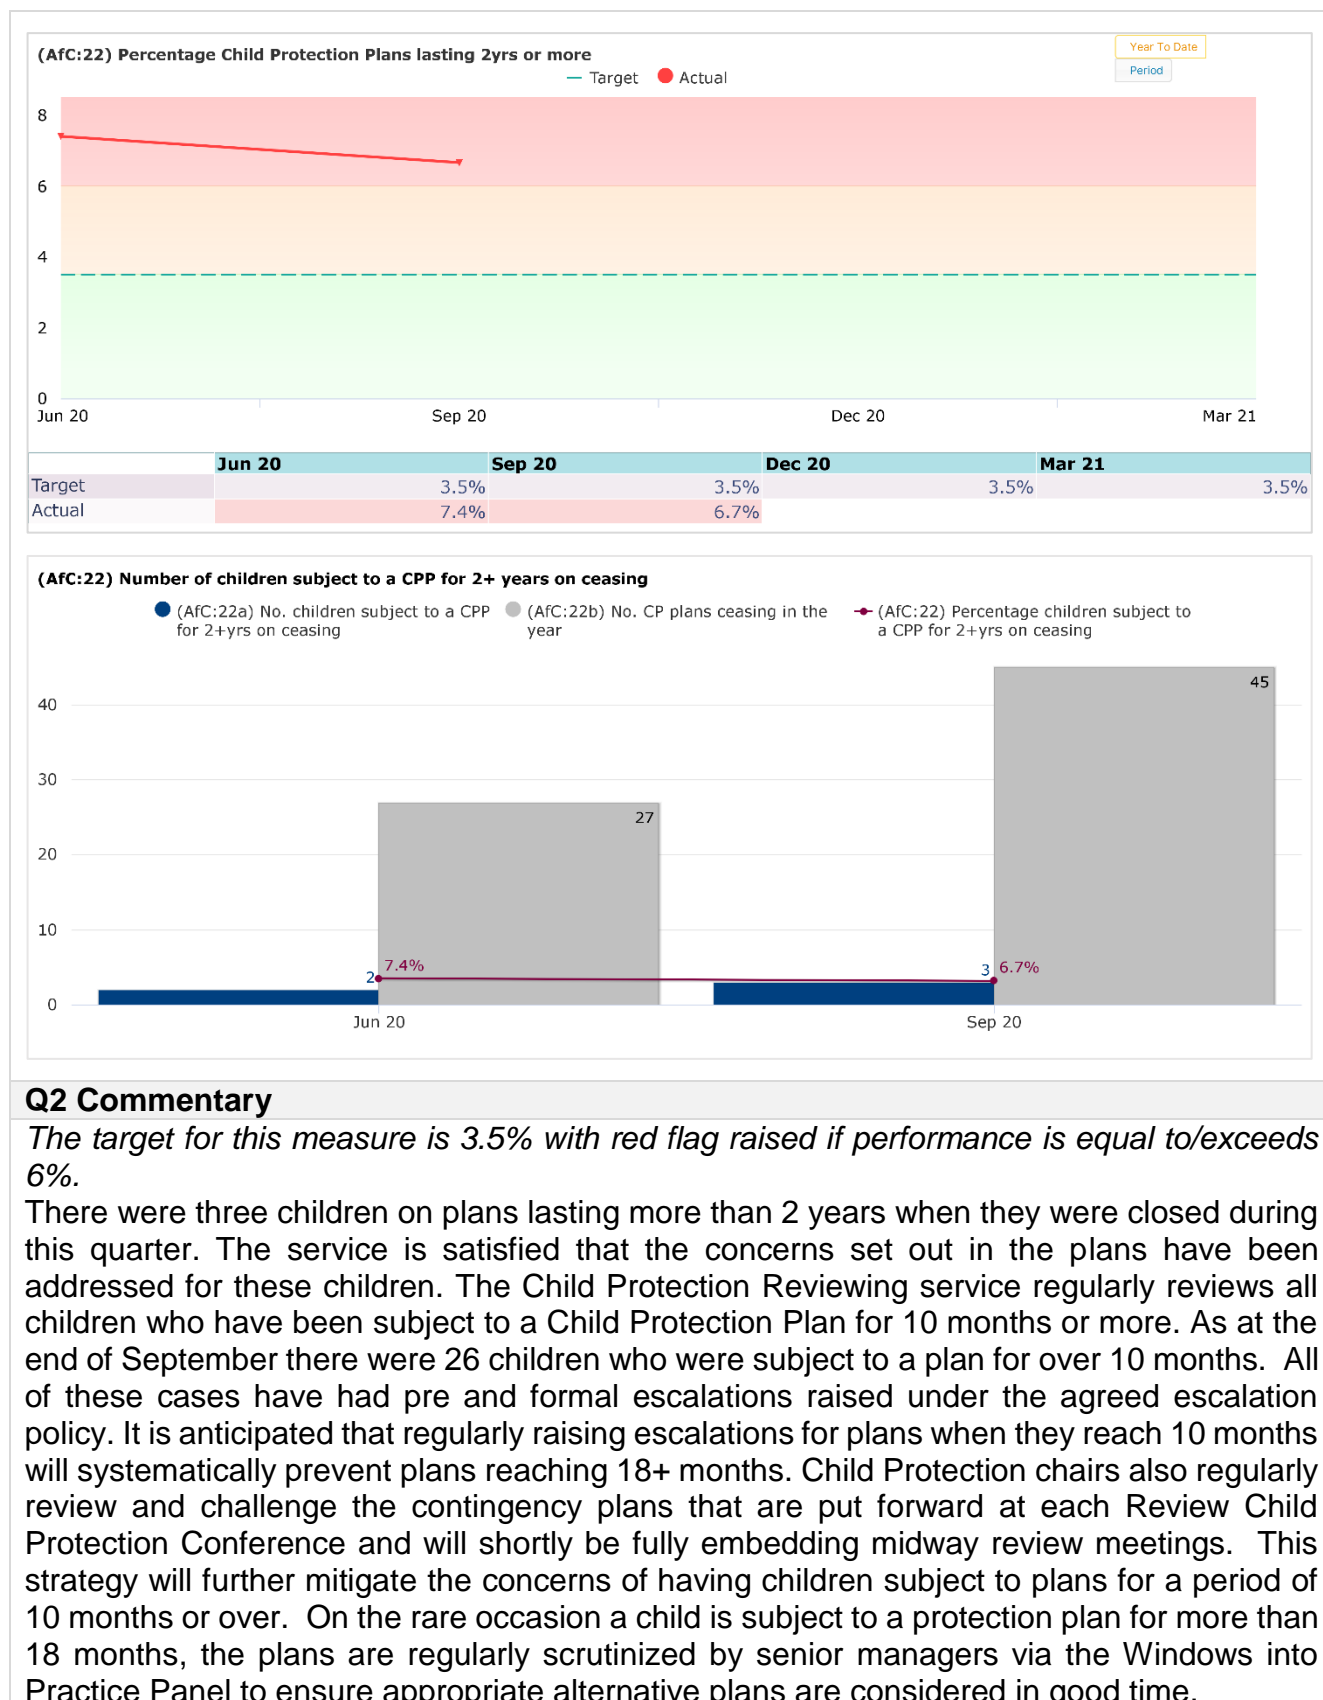 (AfC:22) Percentage Child Protection Plans lasting 2yrs or more
Year To Date
Period
Target Actual
8
6
4
2
0
Jun 20 Sep 20 Dec 20 Mar 21
Jun 20 Sep 20 Dec 20 Mar 21
Target 3.5% 3.5% 3.5% 3.5%
Actual 7.4% 6.7%
(AfC:22) Number of children subject to a CPP for 2+ years on ceasing
(AfC:22a) No. children subject to a CPP for 2+yrs on ceasing
(AfC:22b) No. CP plans ceasing in the year
(AfC:22) Percentage children subject to a CPP for 2+yrs on ceasing
40
30
20
10
0
45
27
2 7.4%
3 6.7%
Jun 20 Sep 20
Q2 Commentary
The target for this measure is 3.5% with red flag raised if performance is equal to/exceeds
6%.
There were three children on plans lasting more than 2 years when they were closed during
this quarter. The service is satisfied that the concerns set out in the plans have been
addressed for these children. The Child Protection Reviewing service regularly reviews all
children who have been subject to a Child Protection Plan for 10 months or more. As at the
end of September there were 26 children who were subject to a plan for over 10 months. All
of these cases have had pre and formal escalations raised under the agreed escalation
policy. It is anticipated that regularly raising escalations for plans when they reach 10 months
will systematically prevent plans reaching 18+ months. Child Protection chairs also regularly
review and challenge the contingency plans that are put forward at each Review Child
Protection Conference and will shortly be fully embedding midway review meetings. This
strategy will further mitigate the concerns of having children subject to plans for a period of
10 months or over. On the rare occasion a child is subject to a protection plan for more than
18 months, the plans are regularly scrutinized by senior managers via the Windows into
Practice Panel to ensure appropriate alternative plans are considered in good time.